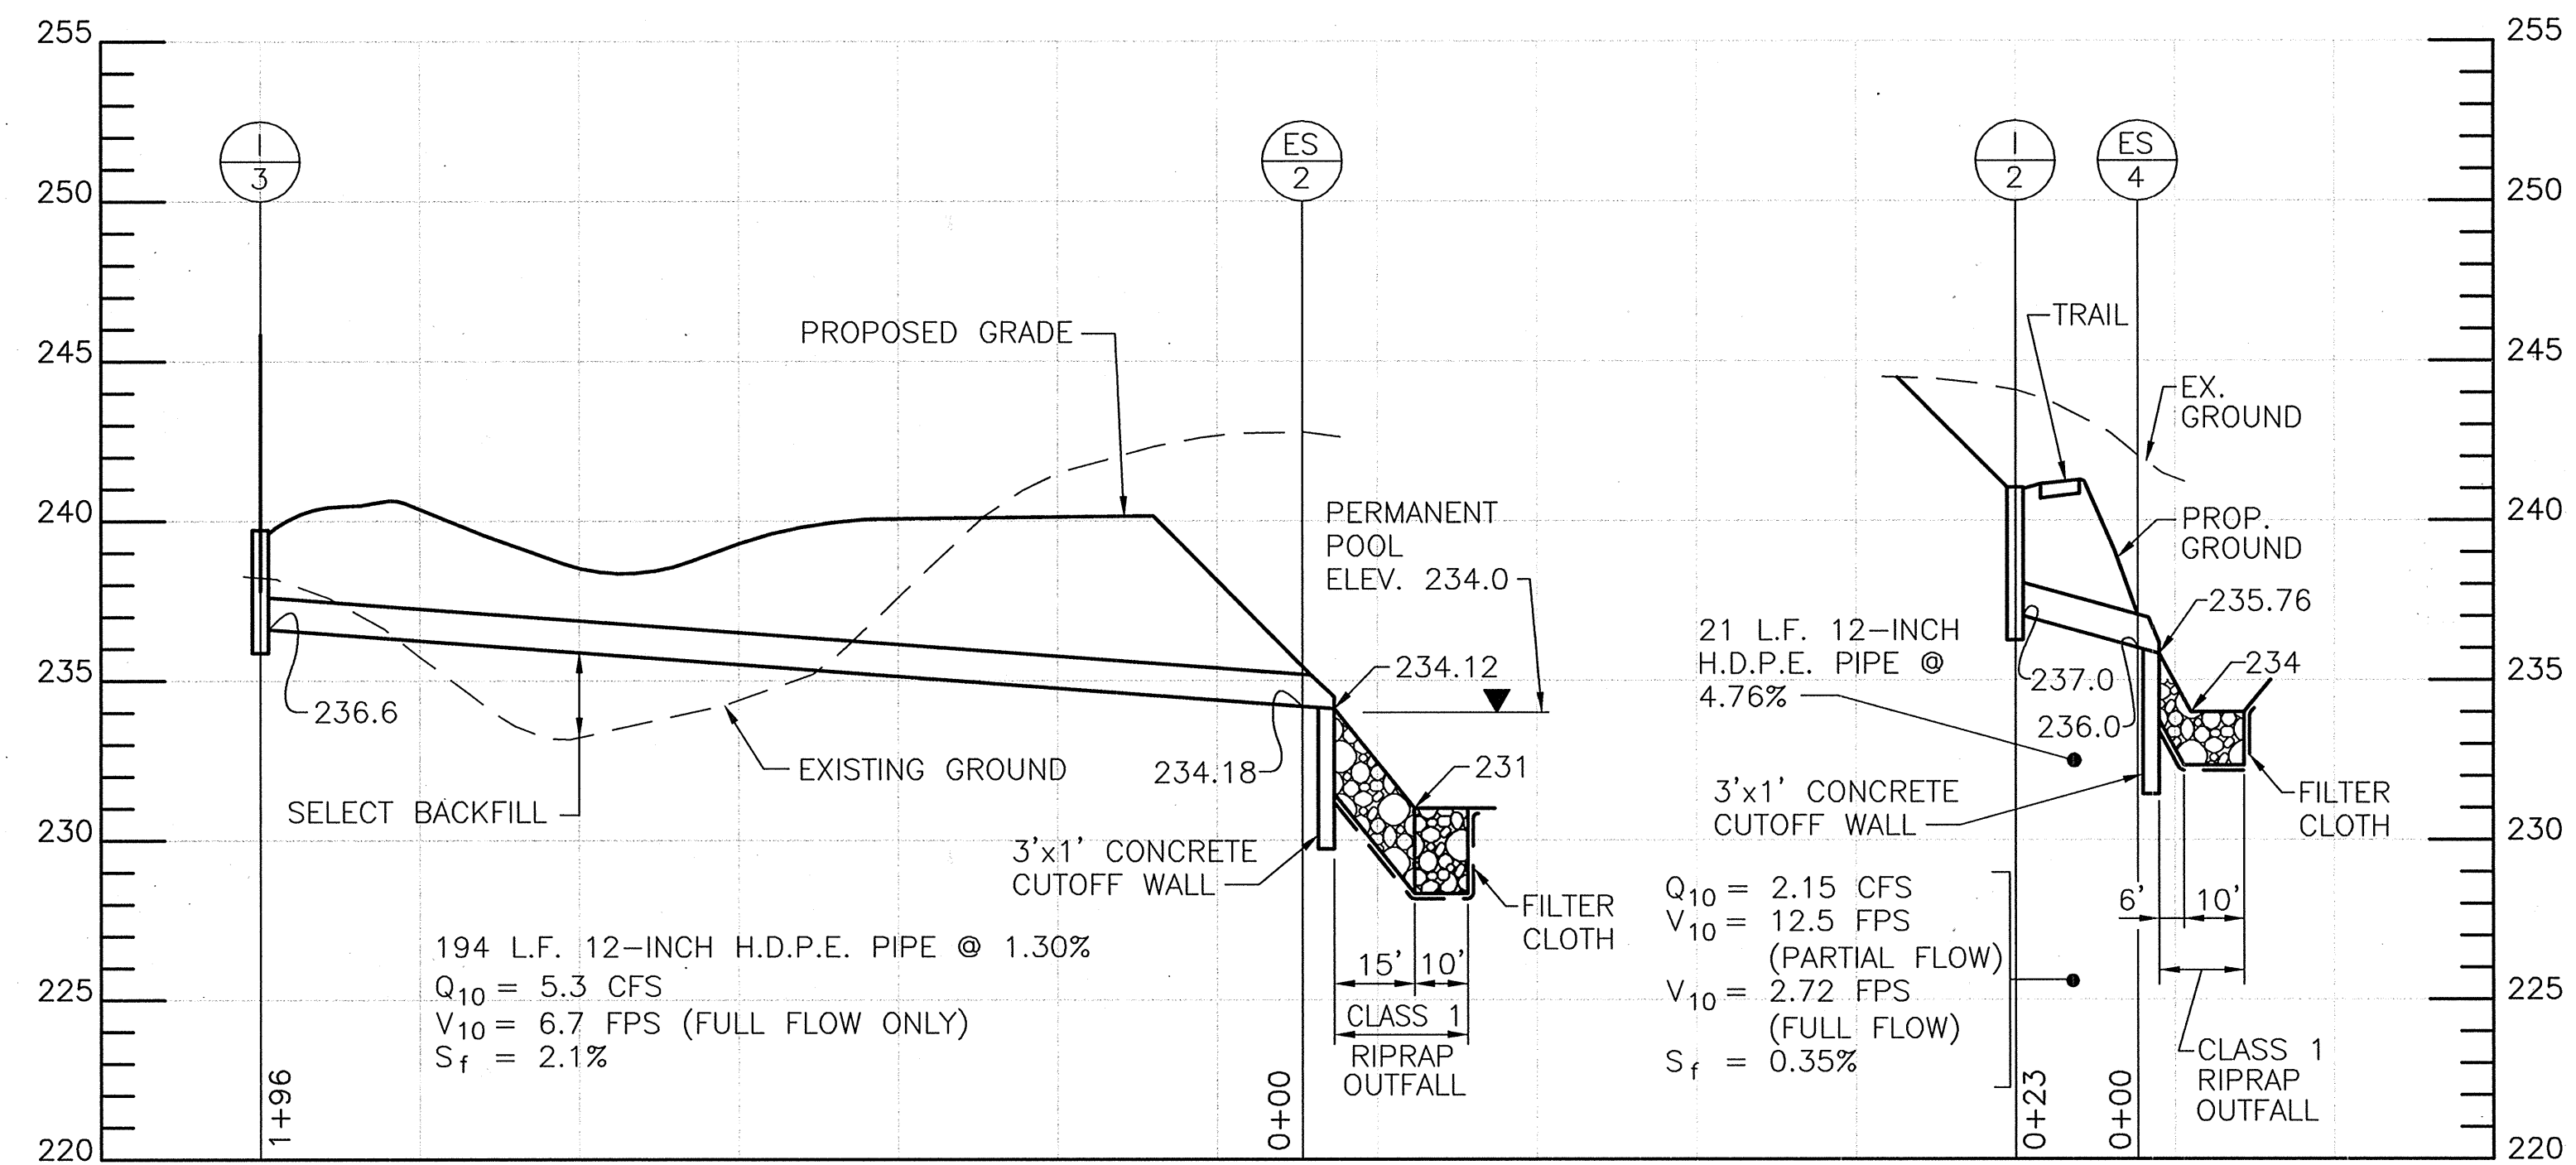 255
250
245
240
235
230
225
220
I
3
ES
2
I
2
ES
4
PROPOSED GRADE
TRAIL
EX.
GROUND
PERMANENT
POOL
ELEV. 234.0
PROP.
GROUND
235.76
21 L.F. 12-INCH
H.D.P.E. PIPE @
4.76%
234.12
234
237.0
236.0
236.6
234.18
231
EXISTING GROUND
SELECT BACKFILL
3'x1' CONCRETE
CUTOFF WALL
3'x1' CONCRETE
CUTOFF WALL
FILTER
CLOTH
FILTER
CLOTH
194 L.F. 12-INCH H.D.P.E. PIPE @ 1.30%
Q10 = 5.3 CFS
V10 = 6.7 FPS (FULL FLOW ONLY)
Sf = 2.1%
15' 10'
CLASS 1
RIPRAP
OUTFALL
Q10 = 2.15 CFS
V10 = 12.5 FPS
(PARTIAL FLOW)
V10 = 2.72 FPS
(FULL FLOW)
Sf = 0.35%
6' 10'
CLASS 1
RIPRAP
OUTFALL
1+96
0+00
0+23
0+00
255
250
245
240
235
230
225
220